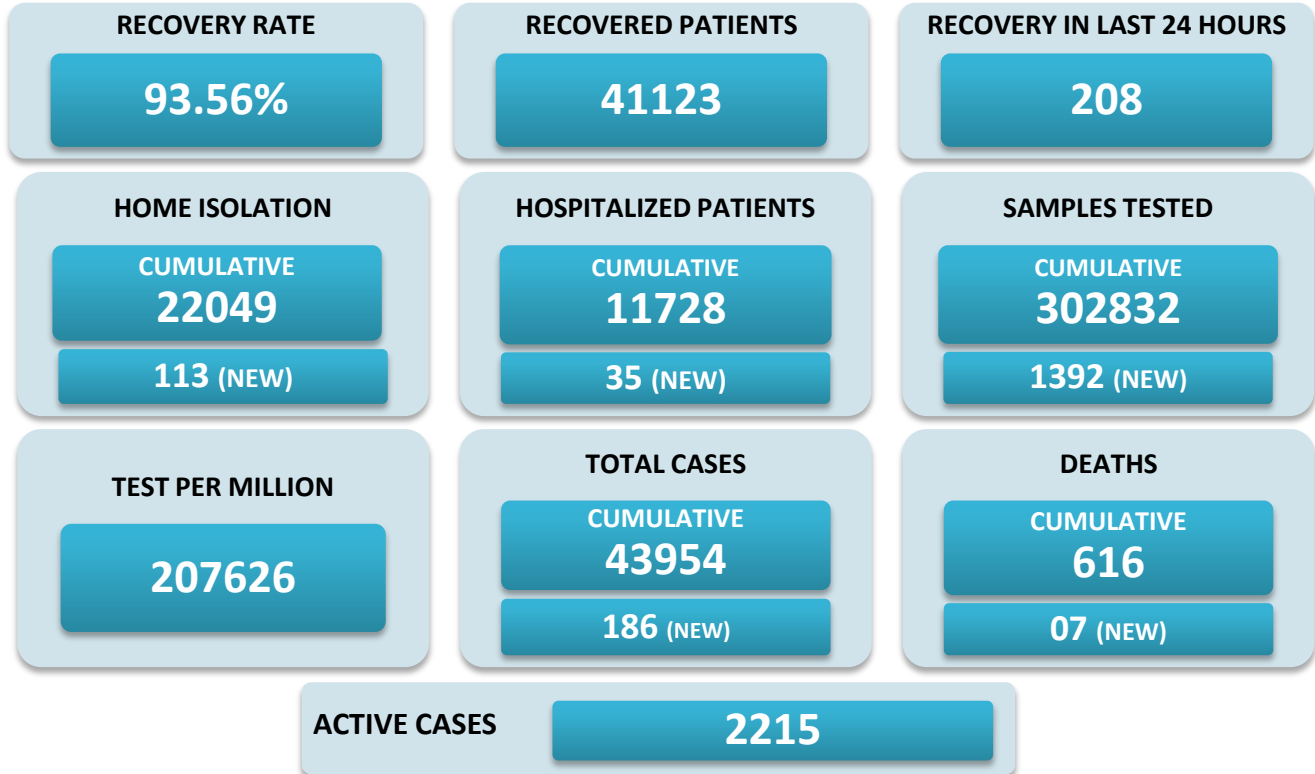 RECOVERY RATE
93.56%
RECOVERED PATIENTS
41123
RECOVERY IN LAST 24 HOURS
208
HOME ISOLATION
CUMULATIVE
22049
113 (NEW)
HOSPITALIZED PATIENTS
CUMULATIVE
11728
35 (NEW)
SAMPLES TESTED
CUMULATIVE
302832
1392 (NEW)
TEST PER MILLION
207626
TOTAL CASES
CUMULATIVE
43954
186 (NEW)
DEATHS
CUMULATIVE
616
07 (NEW)
ACTIVE CASES
2215